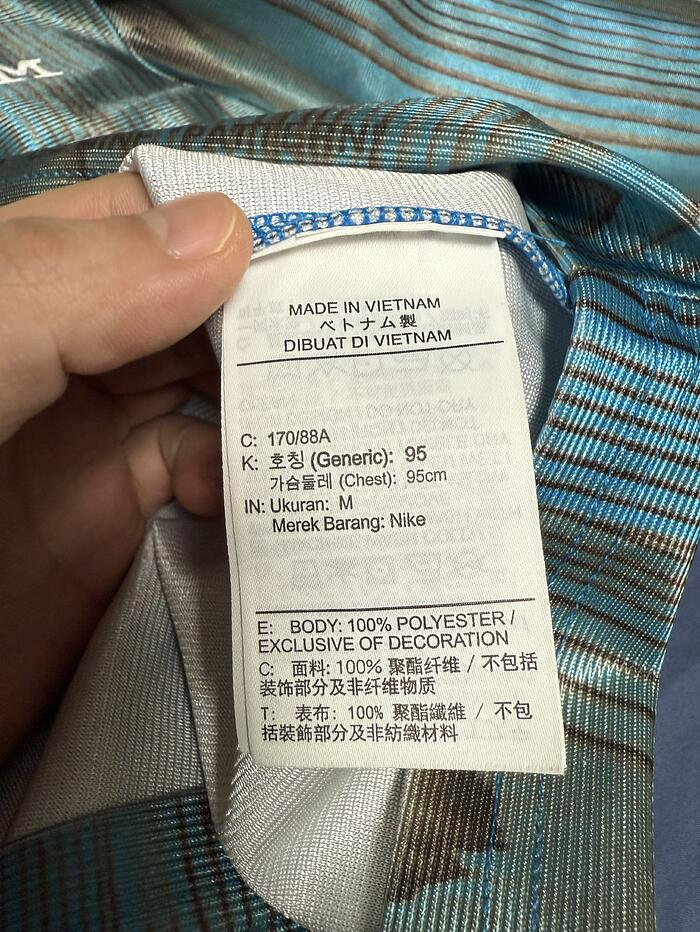 M
MADE IN VIETNAM
ベトナム製
DIBUAT DI VIETNAM
C: 170/88A
K: 호칭 (Generic): 95
가슴둘레 (Chest): 95cm
IN: Ukuran: M
Merek Barang: Nike
E: BODY: 100% POLYESTER /
EXCLUSIVE OF DECORATION
C: 面料: 100% 聚酯纤维 / 不包括
装饰部分及非纤维物质
T: 表布: 100% 聚酯纖維 / 不包
括裝飾部分及非紡織材料